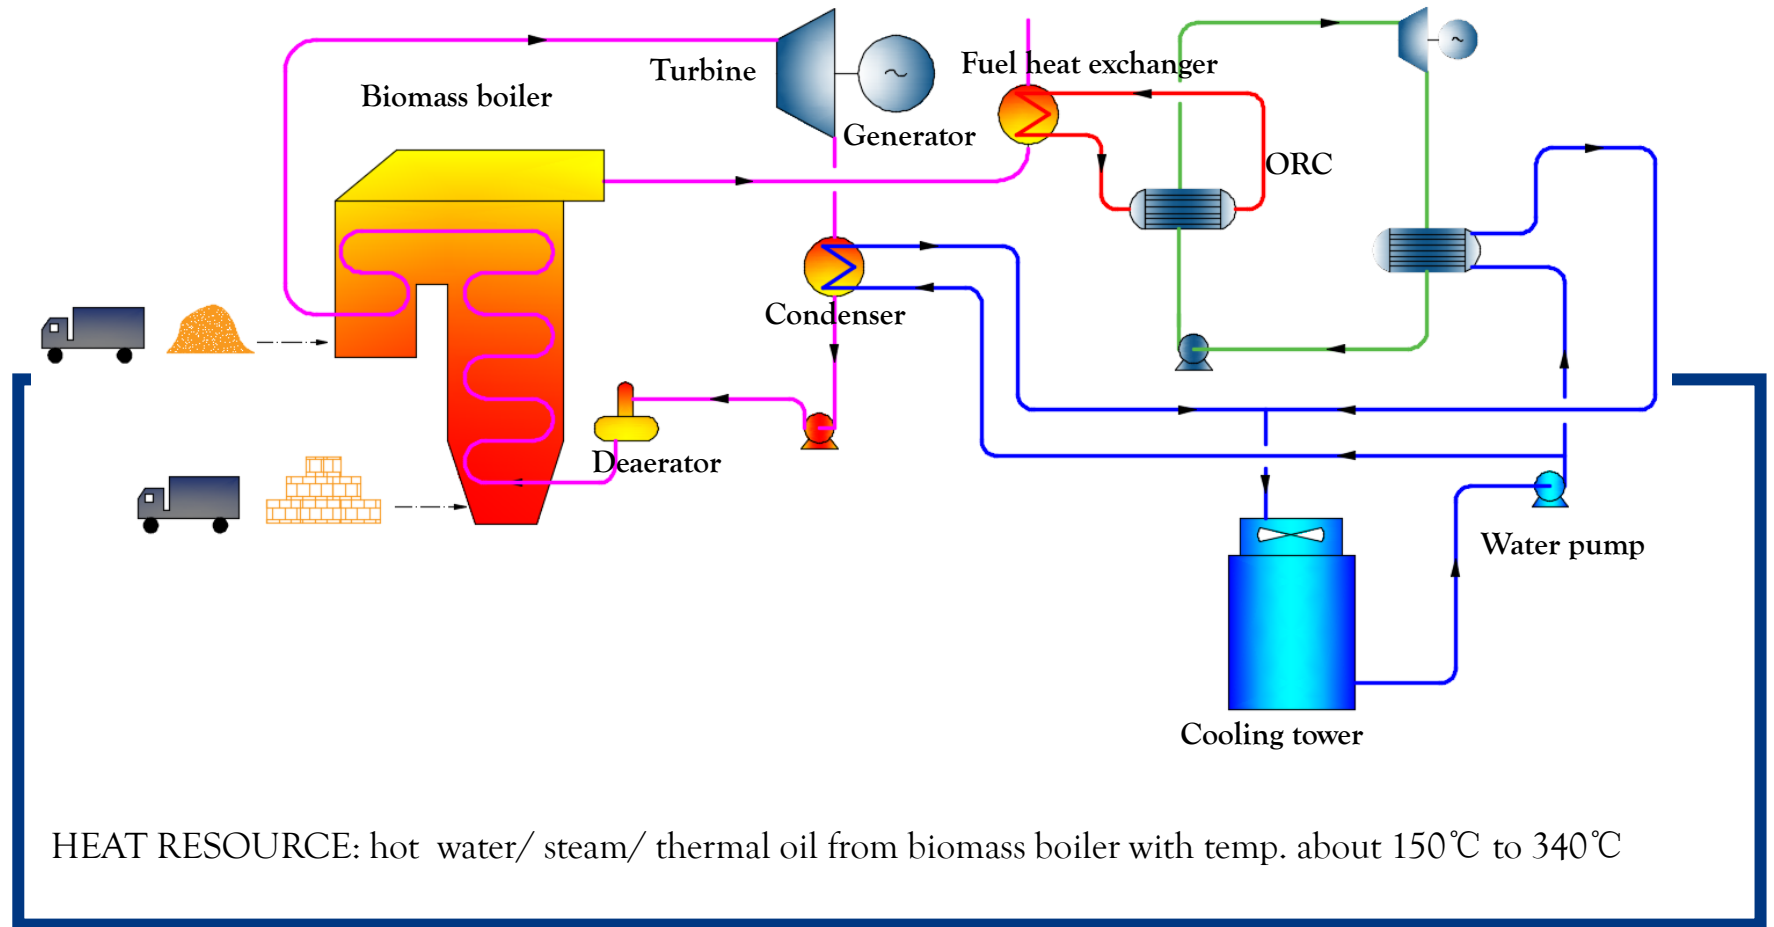 Turbine
Fuel heat exchanger
Biomass boiler
Generator
ORC
Condenser
Deaerator
Water pump
Cooling tower
HEAT RESOURCE: hot water/ steam/ thermal oil from biomass boiler with temp. about 150℃ to 340℃